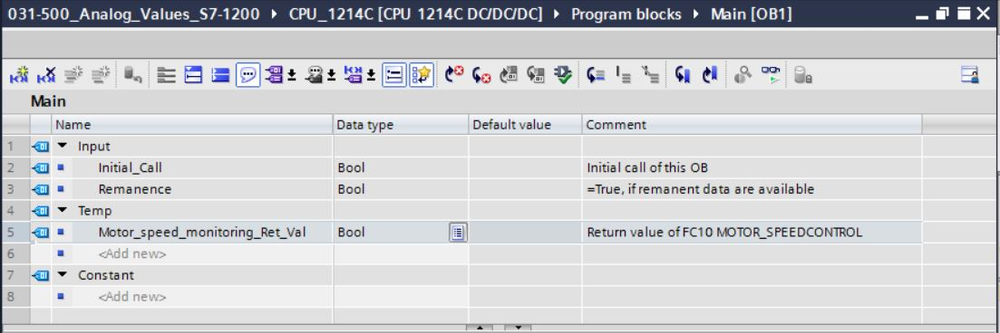 031-500_Analog_Values_S7-1200 ▸ CPU_1214C [CPU 1214C DC/DC/DC] ▸ Program blocks ▸ Main [OB1]
Main
Name Data type Default value Comment
1 Input
2 Initial_Call Bool Initial call of this OB
3 Remanence Bool =True, if remanent data are available
4 Temp
5 Motor_speed_monitoring_Ret_Val Bool Return value of FC10 MOTOR_SPEEDCONTROL
6 <Add new>
7 Constant
8 <Add new>